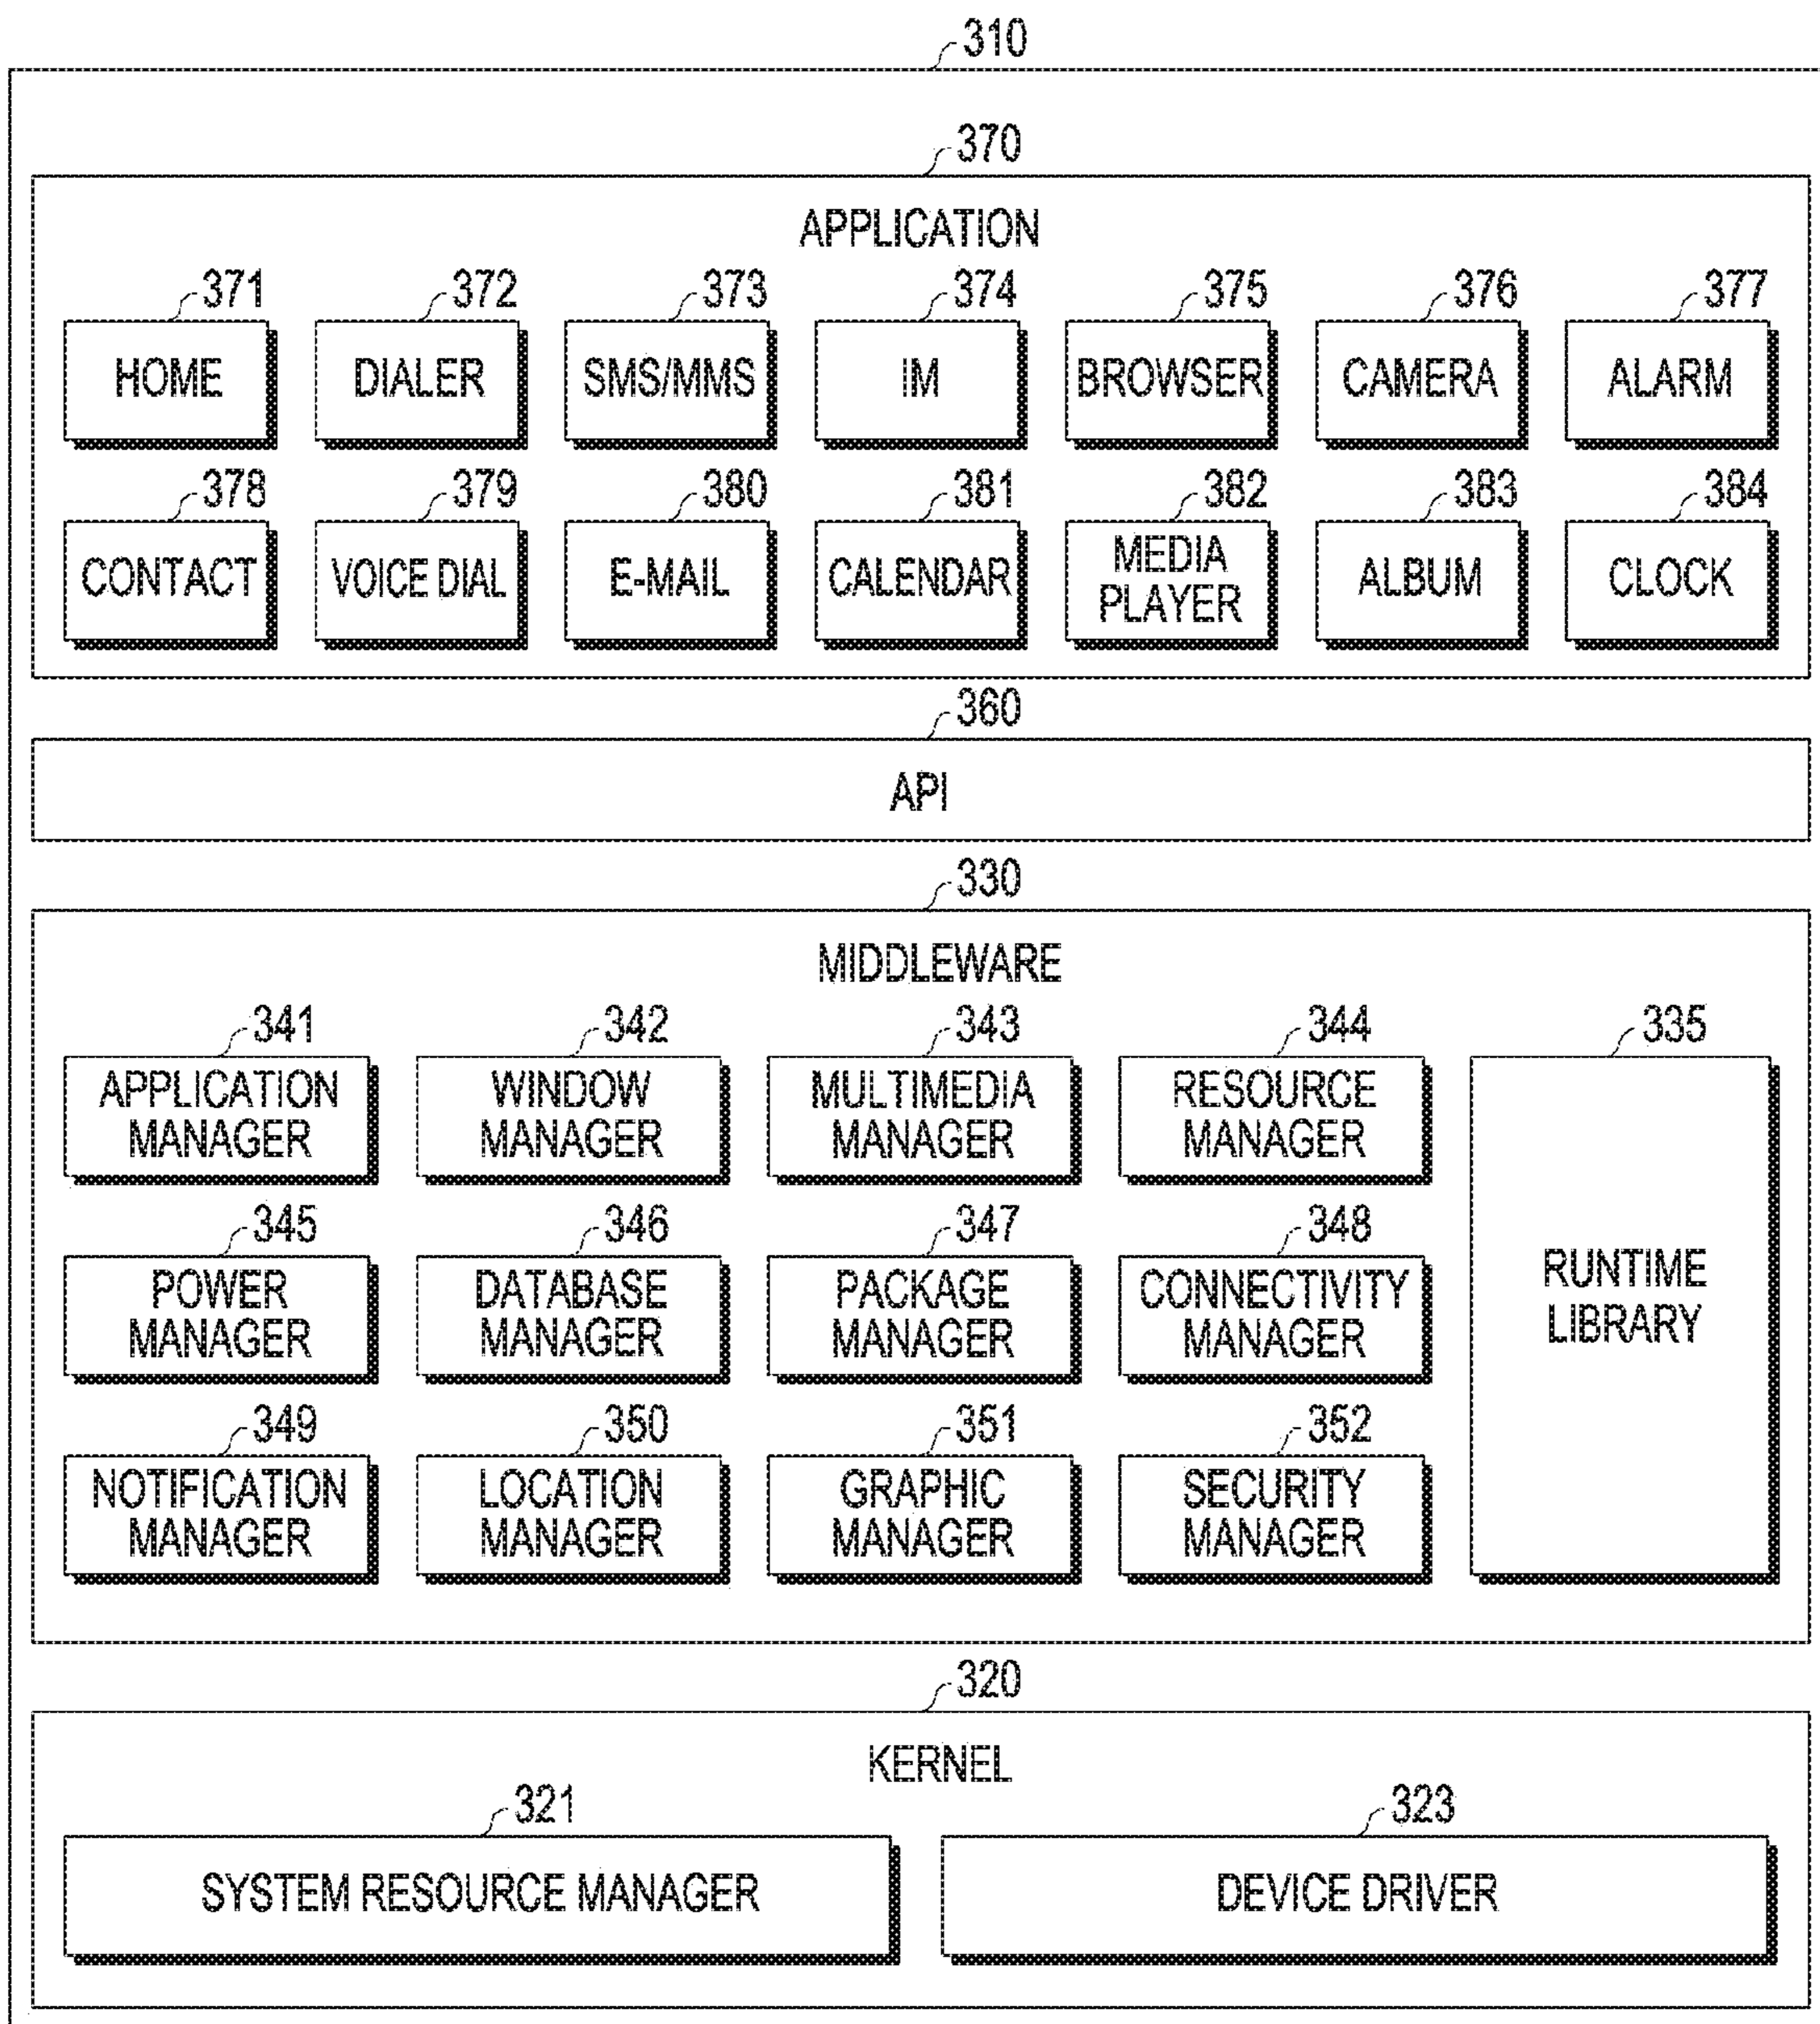 310
370
APPLICATION
371 372 373 374 375 376 377
HOME DIALER SMS/MMS IM BROWSER CAMERA ALARM
378 379 380 381 382 383 384
CONTACT VOICE DIAL E-MAIL CALENDAR MEDIA PLAYER ALBUM CLOCK
360
API
330
MIDDLEWARE
341 342 343 344 335
APPLICATION MANAGER WINDOW MANAGER MULTIMEDIA MANAGER RESOURCE MANAGER
345 346 347 348
POWER MANAGER DATABASE MANAGER PACKAGE MANAGER CONNECTIVITY MANAGER RUNTIME LIBRARY
349 350 351 352
NOTIFICATION MANAGER LOCATION MANAGER GRAPHIC MANAGER SECURITY MANAGER
320
KERNEL
321 323
SYSTEM RESOURCE MANAGER DEVICE DRIVER